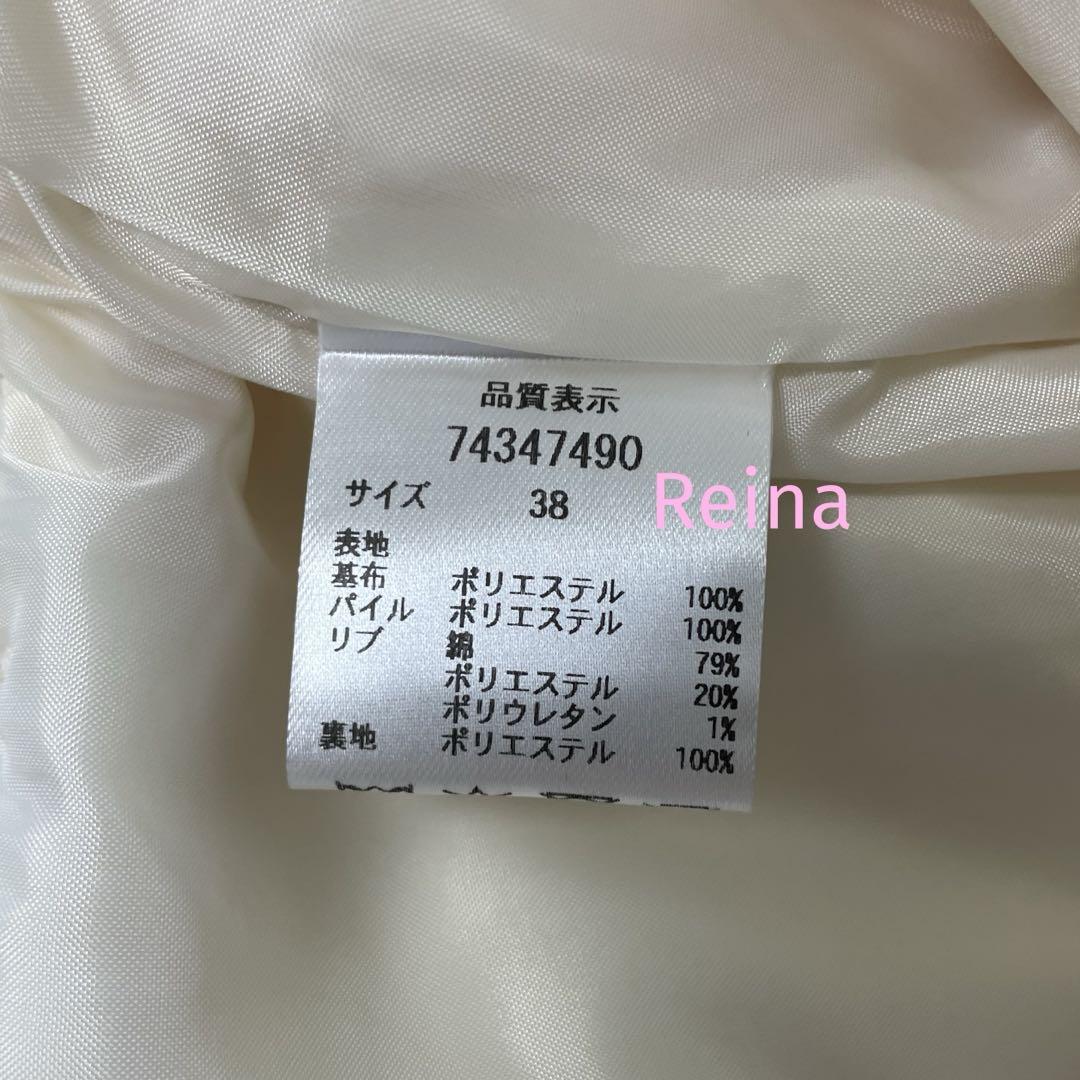 品質表示
74347490
サイズ 38
Reina
表地
基布 ポリエステル 100%
パイル ポリエステル 100%
リブ 綿 79%
ポリエステル 20%
ポリウレタン 1%
裏地 ポリエステル 100%